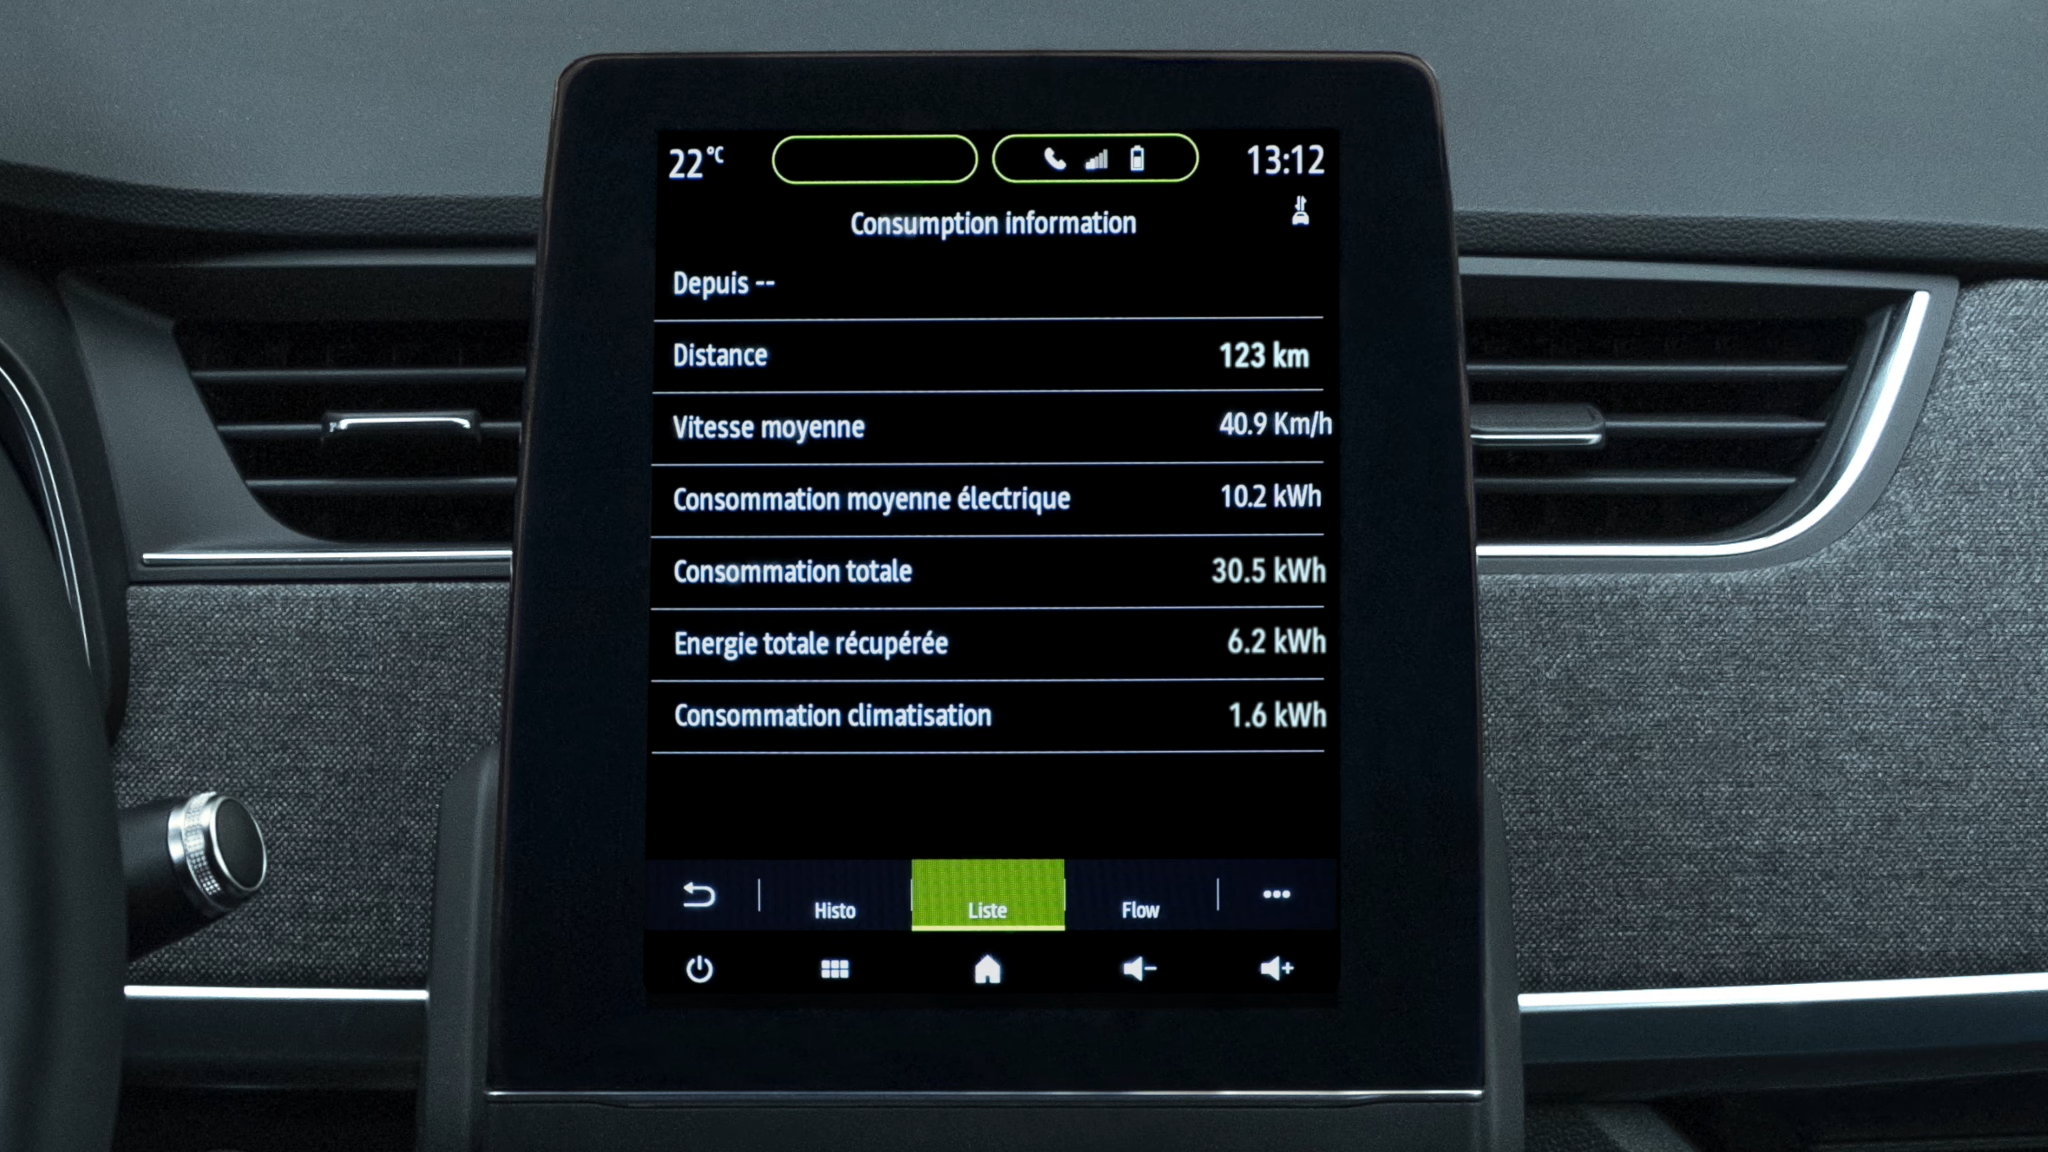 22°C 13:12
Consumption information
Depuis --
Distance 123 km
Vitesse moyenne 40.9 Km/h
Consommation moyenne électrique 10.2 kWh
Consommation totale 30.5 kWh
Energie totale récupérée 6.2 kWh
Consommation climatisation 1.6 kWh
Histo Liste Flow